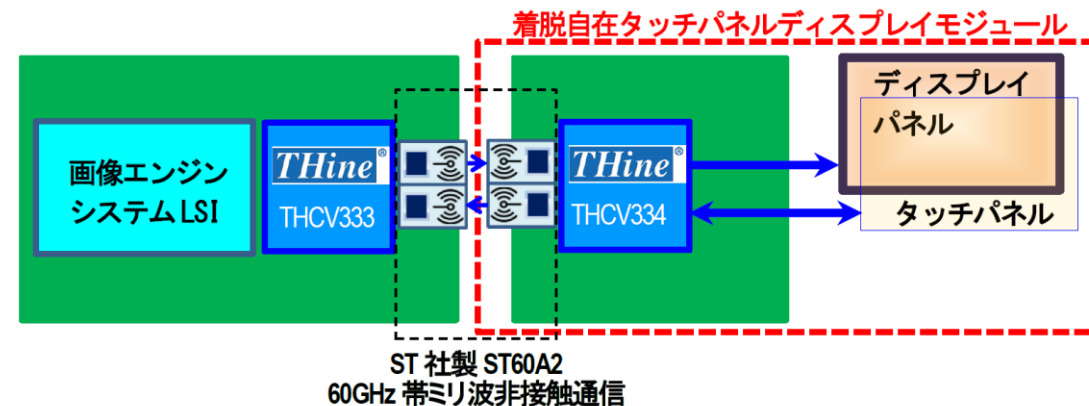 着脱自在タッチパネルディスプレイモジュール
画像エンジン
システムLSI
THine®
THCV333
THine®
THCV334
ディスプレイ
パネル
タッチパネル
ST 社製 ST60A2
60GHz 帯ミリ波非接触通信